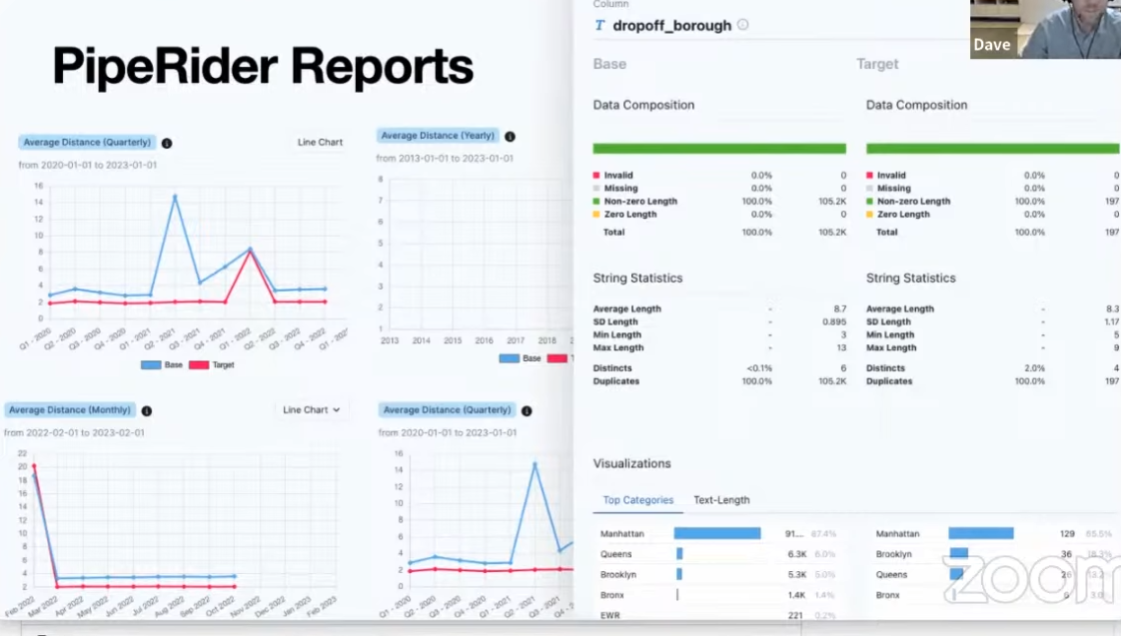 PipeRider Reports
Average Distance (Quarterly)
Line Chart
from 2020-01-01 to 2023-01-01
16
14
12
10
8
6
4
2
0
Q1 - 2020
Q2 - 2020
Q3 - 2020
Q4 - 2020
Q1 - 2021
Q2 - 2021
Q3 - 2021
Q4 - 2021
Q1 - 2022
Q2 - 2022
Q3 - 2022
Q4 - 2022
Base
Target
Average Distance (Yearly)
from 2013-01-01 to 2023-01-01
8
7
6
5
4
3
2
1
2013 2014 2015 2016 2017 2018
Base
Average Distance (Monthly)
Line Chart
from 2022-02-01 to 2023-02-01
22
20
18
16
14
12
10
8
6
4
2
Feb 2022
Mar 2022
Apr 2022
May 2022
Jun 2022
Jul 2022
Aug 2022
Sep 2022
Oct 2022
Nov 2022
Dec 2022
Jan 2023
Feb 2023
Average Distance (Quarterly)
from 2020-01-01 to 2023-01-01
16
14
12
10
8
6
4
2
0
Q1 - 2020
Q2 - 2020
Q3 - 2020
Q4 - 2020
Q1 - 2021
Q2 - 2021
Q3 - 2021
Column
T dropoff_borough
Dave
Base
Data Composition
Invalid 0.0% 0
Missing 0.0% 0
Non-zero Length 100.0% 105.2K
Zero Length 0.0% 0
Total 100.0% 105.2K
String Statistics
Average Length - 8.7
SD Length - 0.895
Min Length - 3
Max Length - 13
Distincts <0.1% 6
Duplicates 100.0% 105.2K
Target
Data Composition
Invalid 0.0% 0
Missing 0.0% 0
Non-zero Length 100.0% 197
Zero Length 0.0% 0
Total 100.0% 197
String Statistics
Average Length - 8.3
SD Length - 1.17
Min Length - 5
Max Length - 9
Distincts 2.0% 4
Duplicates 100.0% 197
Visualizations
Top Categories Text-Length
Manhattan 91... 87.4%
Queens 6.3K 6.0%
Brooklyn 5.3K 5.0%
Bronx 1.4K 1.4%
EWR 221 0.2%
Manhattan 129 65.5%
Brooklyn 36
Queens
Bronx
zoom